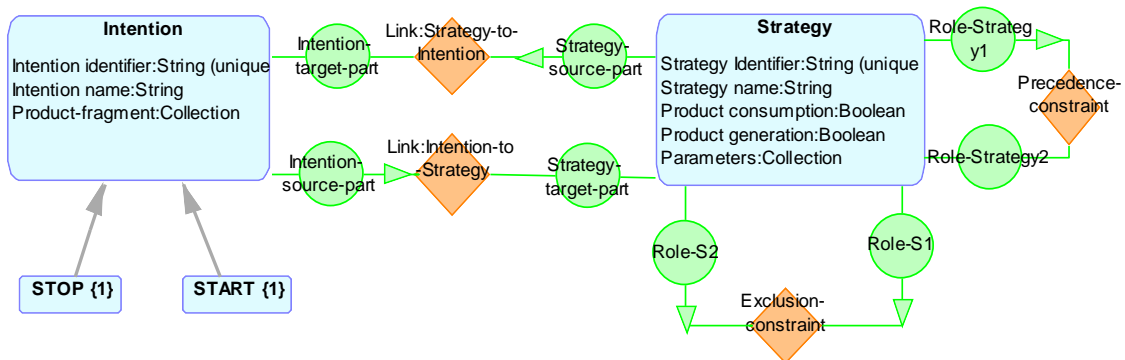 Intention
Intention identifier:String (unique
Intention name:String
Product-fragment:Collection
Intention-
target-part
Link:Strategy-to-
Intention
Strategy-
source-part
Intention-
source-part
Link:Intention-to
-Strategy
Strategy-
target-part
Strategy
Strategy Identifier:String (unique
Strategy name:String
Product consumption:Boolean
Product generation:Boolean
Parameters:Collection
Role-Strateg
y1
Precedence-
constraint
Role-Strategy2
Role-S2
Role-S1
Exclusion-
constraint
STOP {1}
START {1}